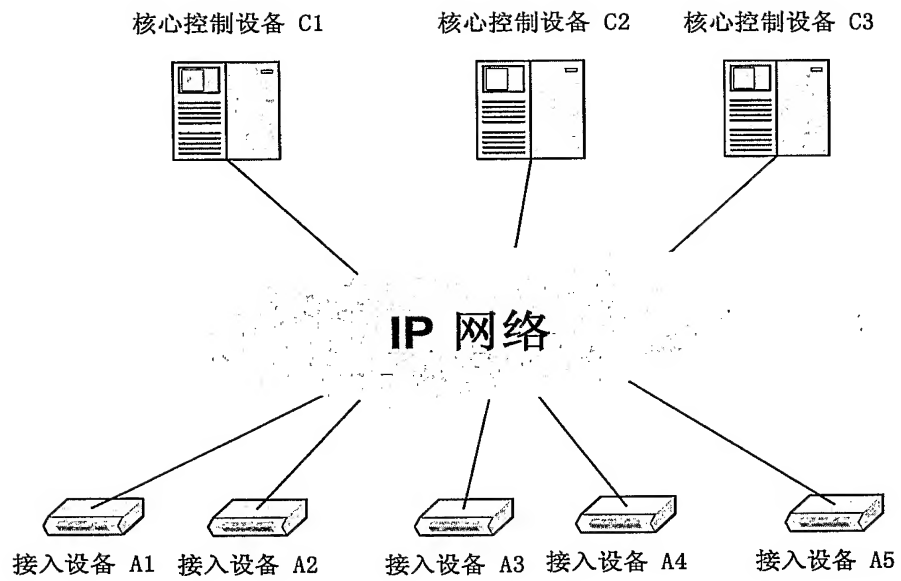 核心控制设备 C1
核心控制设备 C2
核心控制设备 C3
IP 网络
接入设备 A1
接入设备 A2
接入设备 A3
接入设备 A4
接入设备 A5